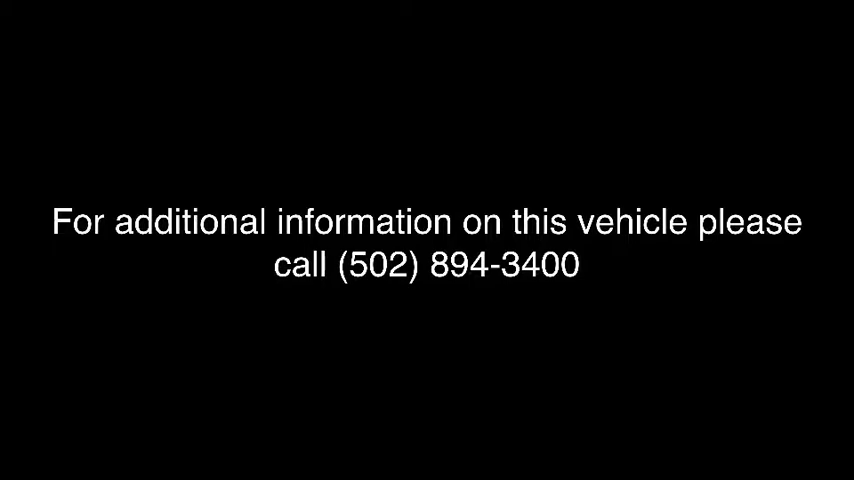 For additional information on this vehicle please
call (502) 894-3400